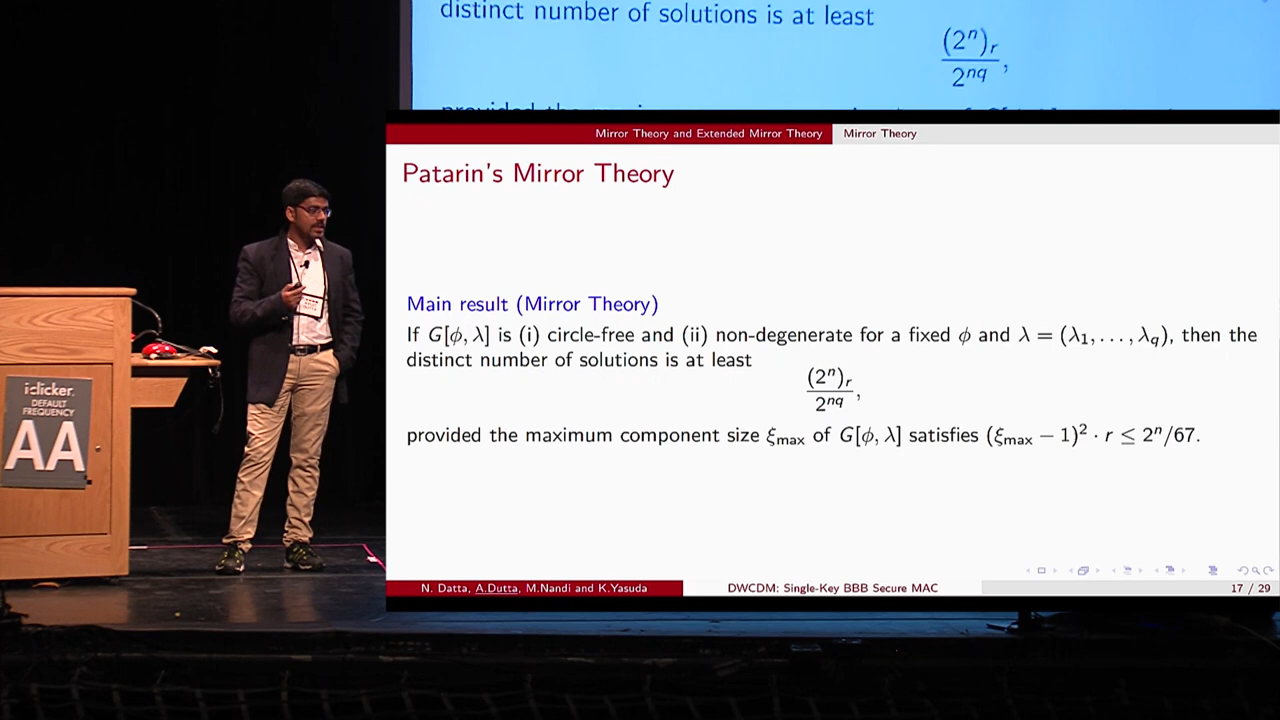 distinct number of solutions is at least
(2ⁿ)ᵣ
2^{nq} ,
Mirror Theory and Extended Mirror Theory Mirror Theory
Patarin's Mirror Theory
Main result (Mirror Theory)
If G[ϕ, λ] is (i) circle-free and (ii) non-degenerate for a fixed ϕ and λ = (λ₁, . . . , λ_q), then the
distinct number of solutions is at least
(2ⁿ)ᵣ
2^{nq} ,
provided the maximum component size ξ_max of G[ϕ, λ] satisfies (ξ_max − 1)² · r ≤ 2ⁿ/67.
N. Datta, A.Dutta, M.Nandi and K.Yasuda DWCDM: Single-Key BBB Secure MAC 17 / 29
iclicker.
DEFAULT
FREQUENCY
AA